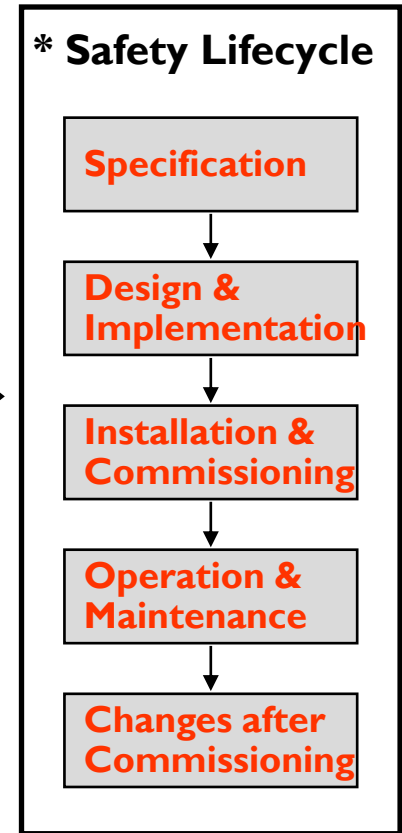 * Safety Lifecycle
Specification
Design &
Implementation
Installation &
Commissioning
Operation &
Maintenance
Changes after
Commissioning